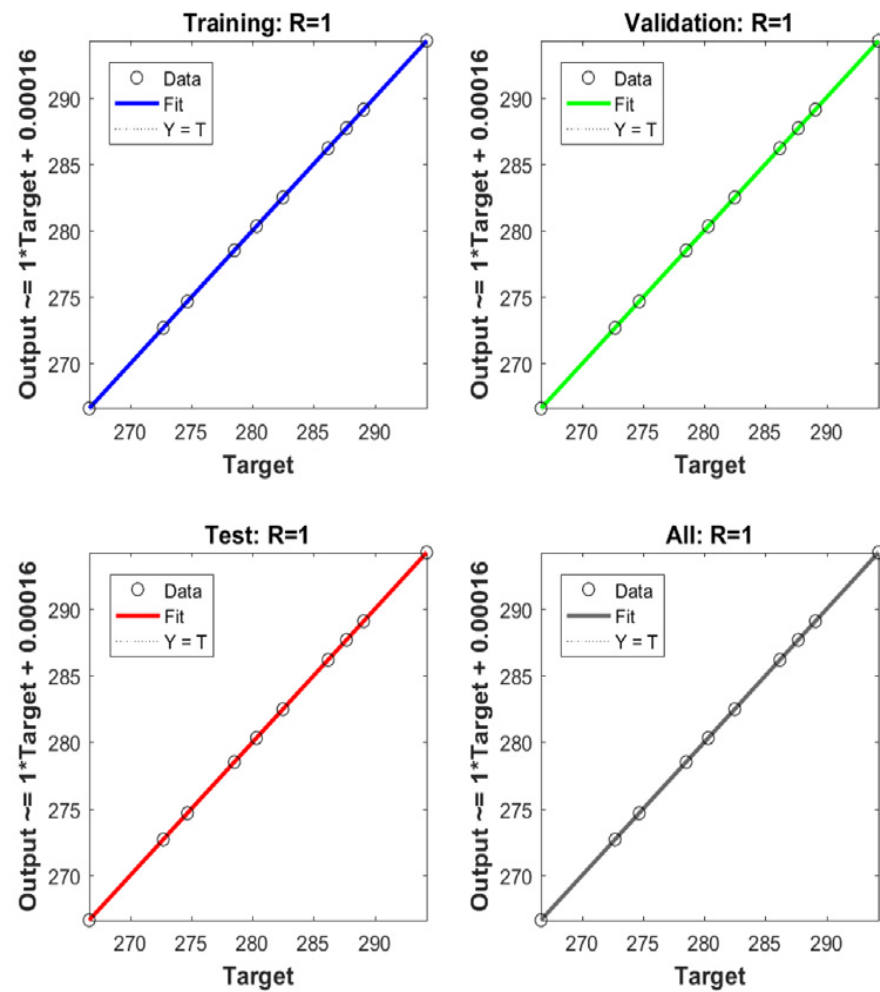 Training: R=1
Output ~= 1*Target + 0.00016
290
285
280
275
270
Data
Fit
Y = T
270 275 280 285 290
Target
Validation: R=1
Output ~= 1*Target + 0.00016
290
285
280
275
270
Data
Fit
Y = T
270 275 280 285 290
Target
Test: R=1
Output ~= 1*Target + 0.00016
290
285
280
275
270
Data
Fit
Y = T
270 275 280 285 290
Target
All: R=1
Output ~= 1*Target + 0.00016
290
285
280
275
270
Data
Fit
Y = T
270 275 280 285 290
Target